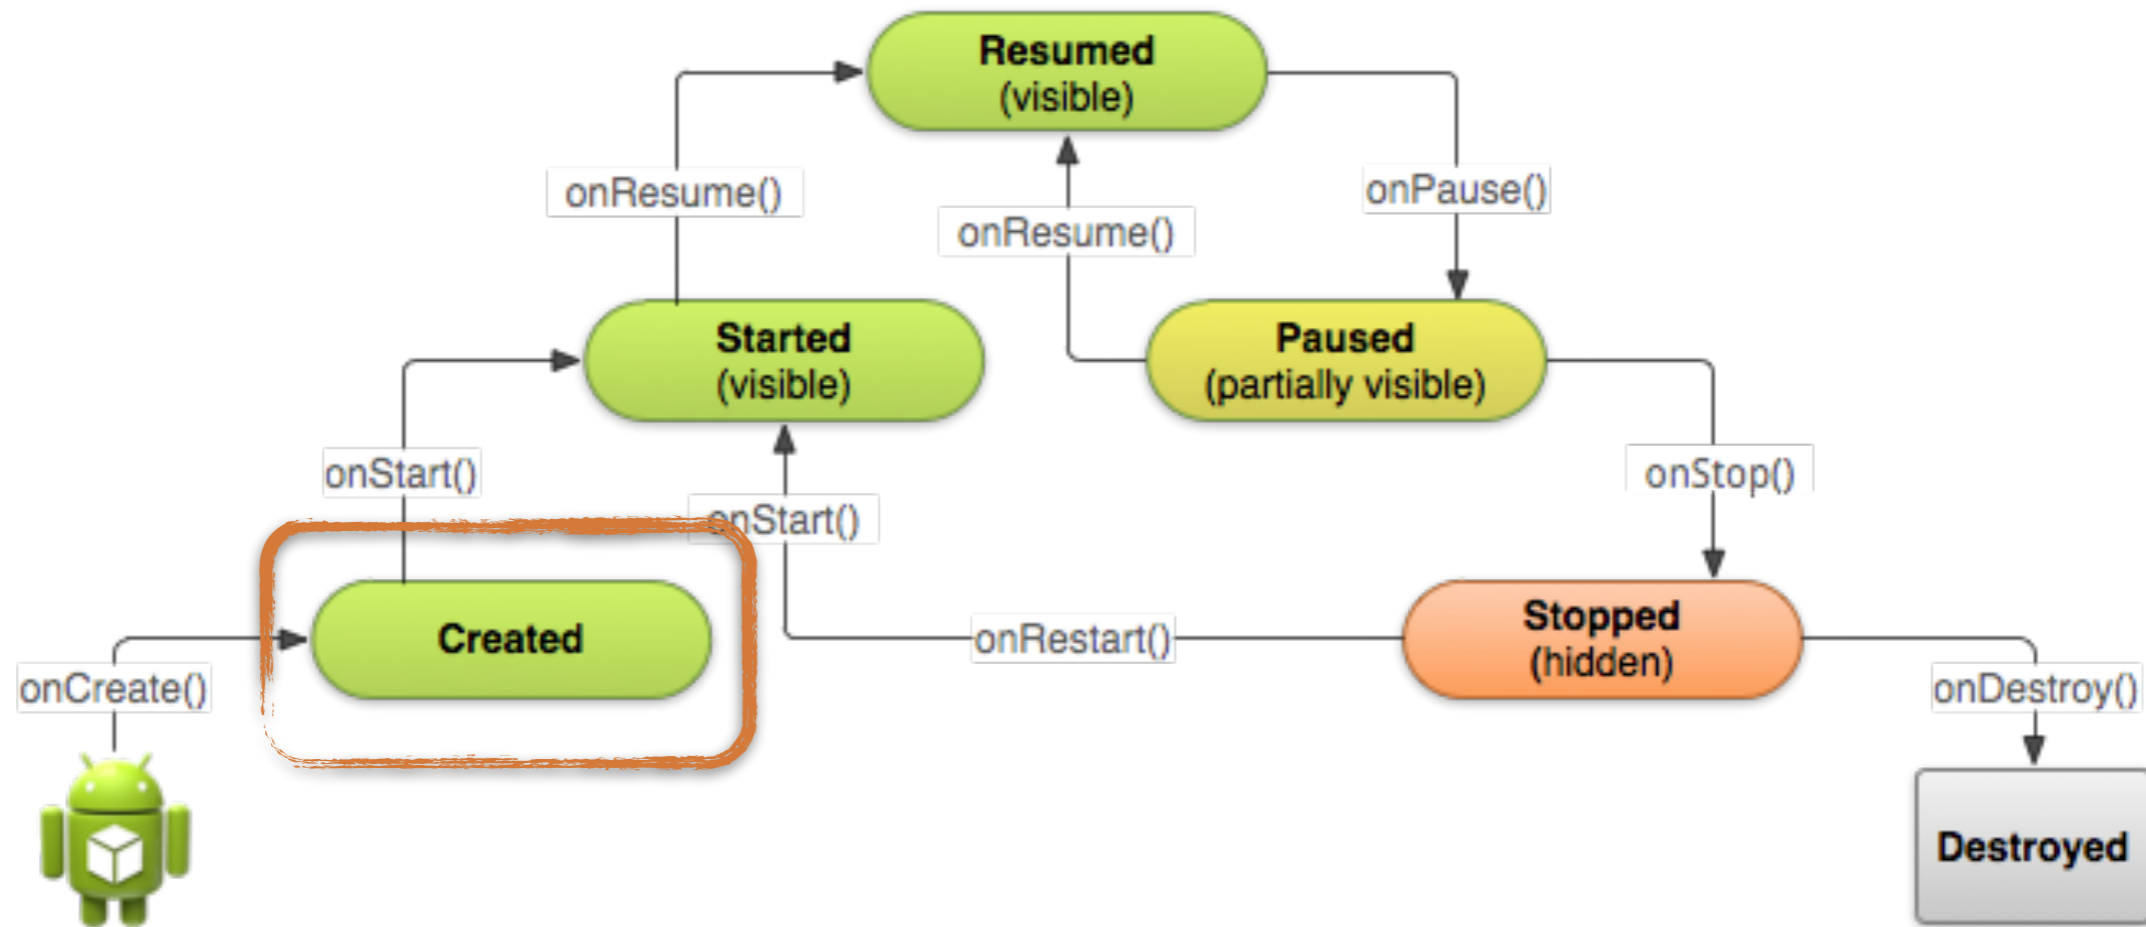 Resumed
(visible)
onResume()
onPause()
onResume()
Started
(visible)
Paused
(partially visible)
onStart()
onStop()
onStart()
Created
onRestart()
Stopped
(hidden)
onCreate()
onDestroy()
Destroyed